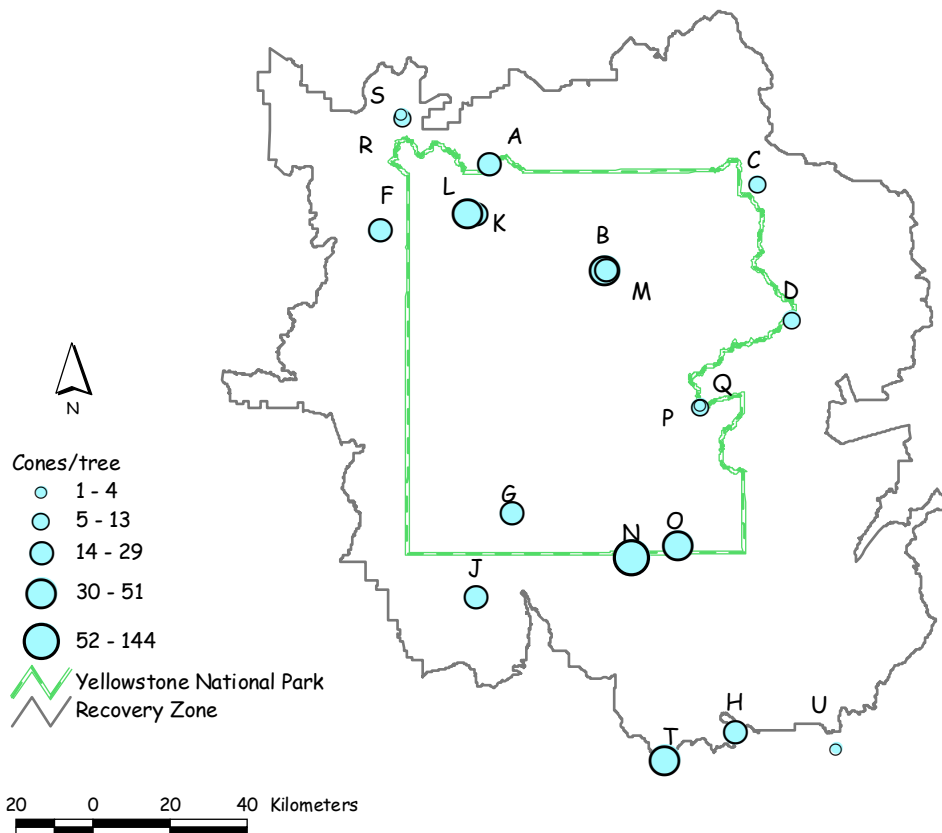 S
R
A
C
F
L
K
B
M
D
Q
P
N
Cones/tree
1 - 4
5 - 13
14 - 29
30 - 51
52 - 144
Yellowstone National Park
Recovery Zone
G
N
O
J
H
U
T
20 0 20 40 Kilometers